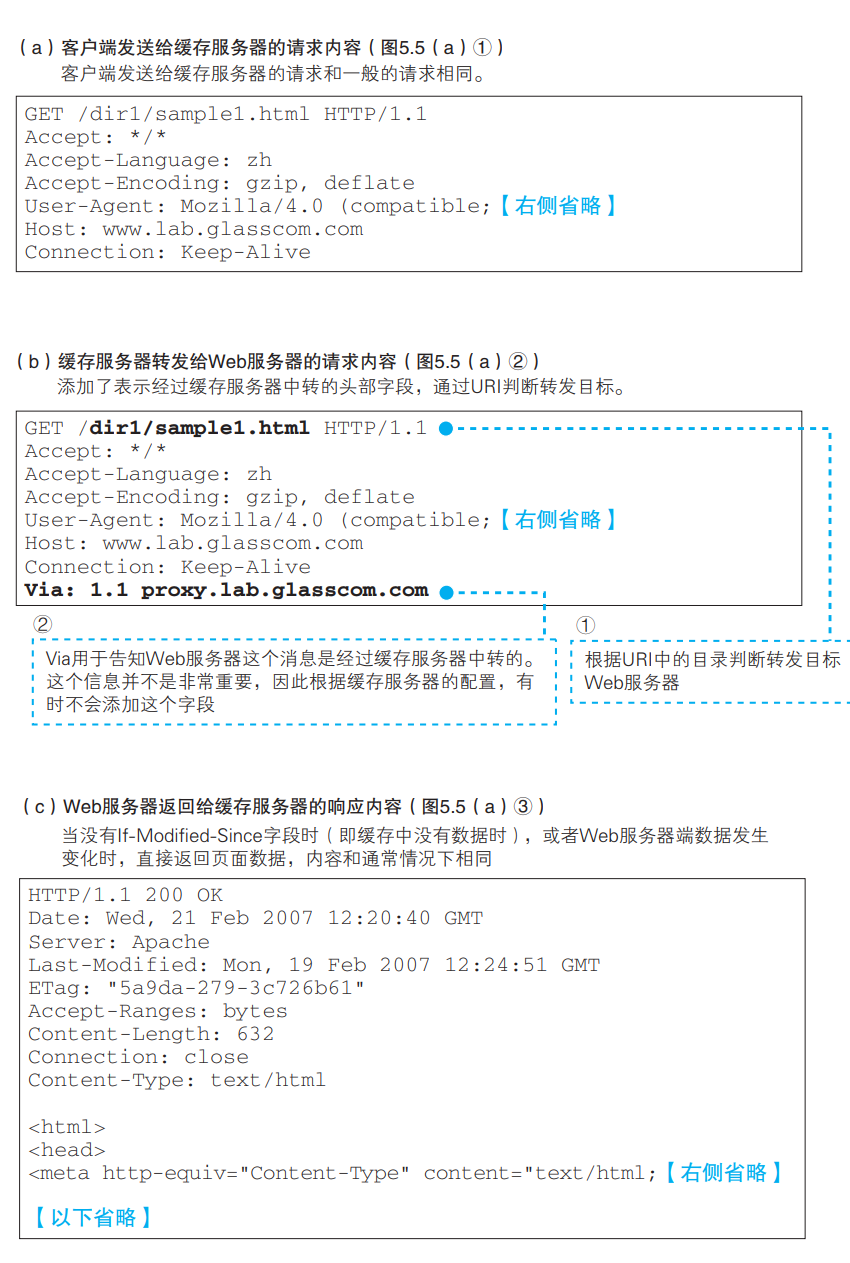 （a）客户端发送给缓存服务器的请求内容（图5.5（a）①）
客户端发送给缓存服务器的请求和一般的请求相同。
GET /dir1/sample1.html HTTP/1.1
Accept: */*
Accept-Language: zh
Accept-Encoding: gzip, deflate
User-Agent: Mozilla/4.0 (compatible;【右侧省略】
Host: www.lab.glasscom.com
Connection: Keep-Alive
（b）缓存服务器转发给Web服务器的请求内容（图5.5（a）②）
添加了表示经过缓存服务器中转的头部字段，通过URI判断转发目标。
GET /dir1/sample1.html HTTP/1.1
Accept: */*
Accept-Language: zh
Accept-Encoding: gzip, deflate
User-Agent: Mozilla/4.0 (compatible;【右侧省略】
Host: www.lab.glasscom.com
Connection: Keep-Alive
Via: 1.1 proxy.lab.glasscom.com
②
Via用于告知Web服务器这个消息是经过缓存服务器中转的。
这个信息并不是非常重要，因此根据缓存服务器的配置，有
时不会添加这个字段
①
根据URI中的目录判断转发目标
Web服务器
（c）Web服务器返回给缓存服务器的响应内容（图5.5（a）③）
当没有If-Modified-Since字段时（即缓存中没有数据时），或者Web服务器端数据发生
变化时，直接返回页面数据，内容和通常情况下相同
HTTP/1.1 200 OK
Date: Wed, 21 Feb 2007 12:20:40 GMT
Server: Apache
Last-Modified: Mon, 19 Feb 2007 12:24:51 GMT
ETag: "5a9da-279-3c726b61"
Accept-Ranges: bytes
Content-Length: 632
Connection: close
Content-Type: text/html
<html>
<head>
<meta http-equiv="Content-Type" content="text/html;【右侧省略】
【以下省略】